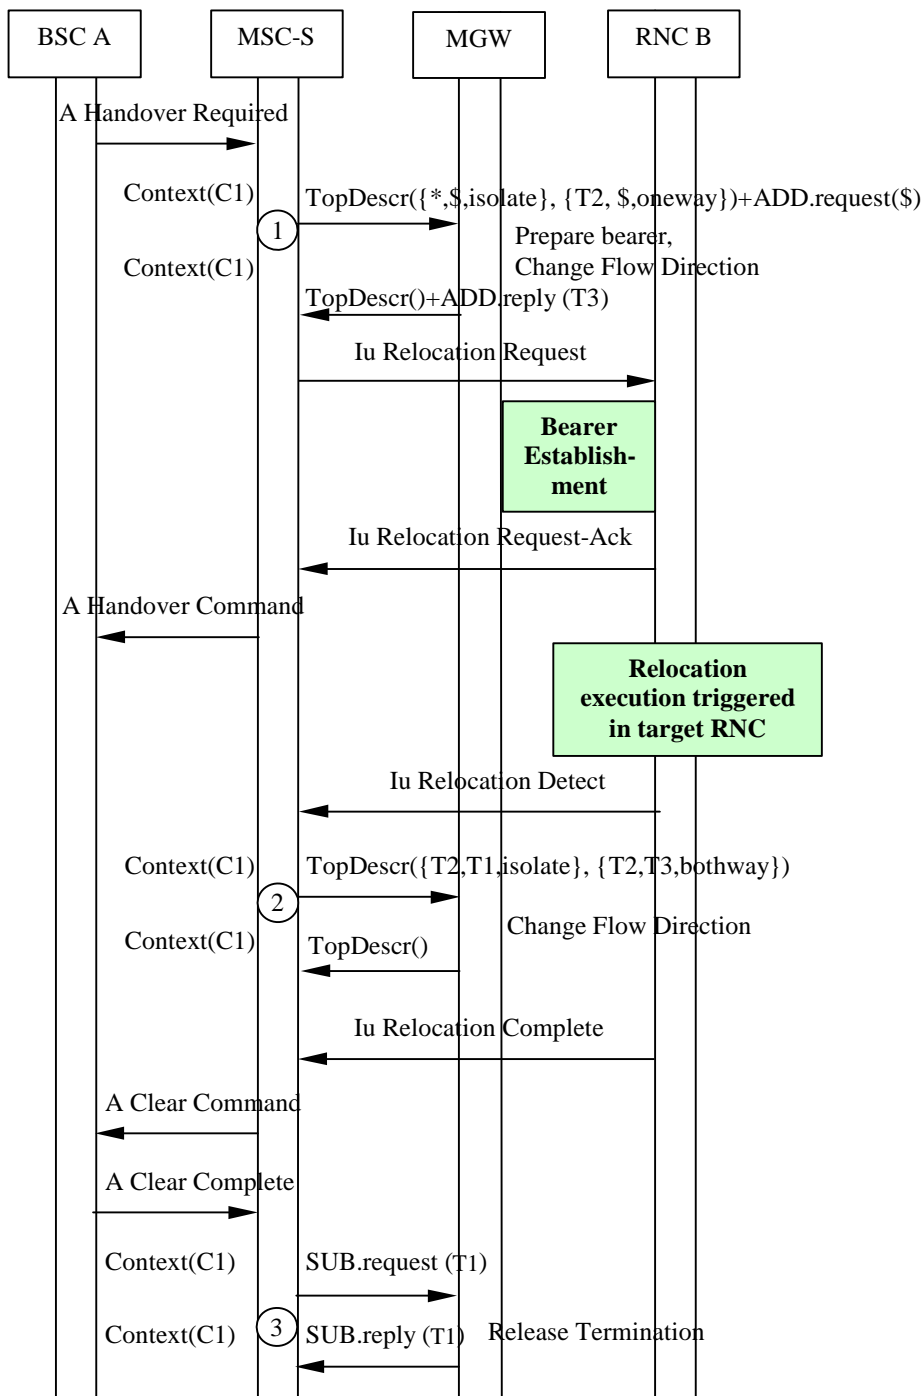 BSC A
MSC-S
MGW
RNC B
A Handover Required
Context(C1)
TopDescr({*,$,isolate}, {T2, $,oneway})+ADD.request($)
1
Prepare bearer,
Change Flow Direction
Context(C1)
TopDescr()+ADD.reply (T3)
Iu Relocation Request
Bearer
Establish-
ment
Iu Relocation Request-Ack
A Handover Command
Relocation
execution triggered
in target RNC
Iu Relocation Detect
Context(C1)
TopDescr({T2,T1,isolate}, {T2,T3,bothway})
2
Change Flow Direction
Context(C1)
TopDescr()
Iu Relocation Complete
A Clear Command
A Clear Complete
Context(C1)
SUB.request (T1)
3
Context(C1)
SUB.reply (T1)
Release Termination